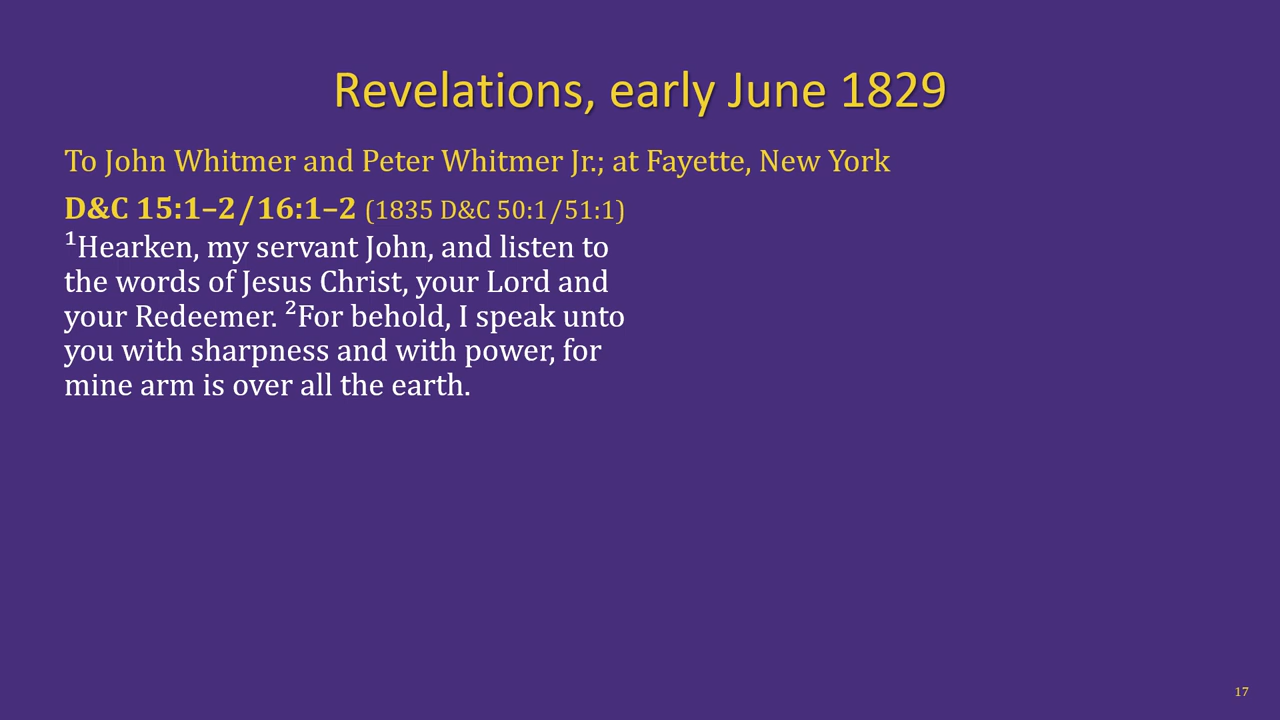 Revelations, early June 1829
To John Whitmer and Peter Whitmer Jr.; at Fayette, New York
D&C 15:1–2/16:1–2 (1835 D&C 50:1/51:1)
¹Hearken, my servant John, and listen to
the words of Jesus Christ, your Lord and
your Redeemer. ²For behold, I speak unto
you with sharpness and with power, for
mine arm is over all the earth.
17